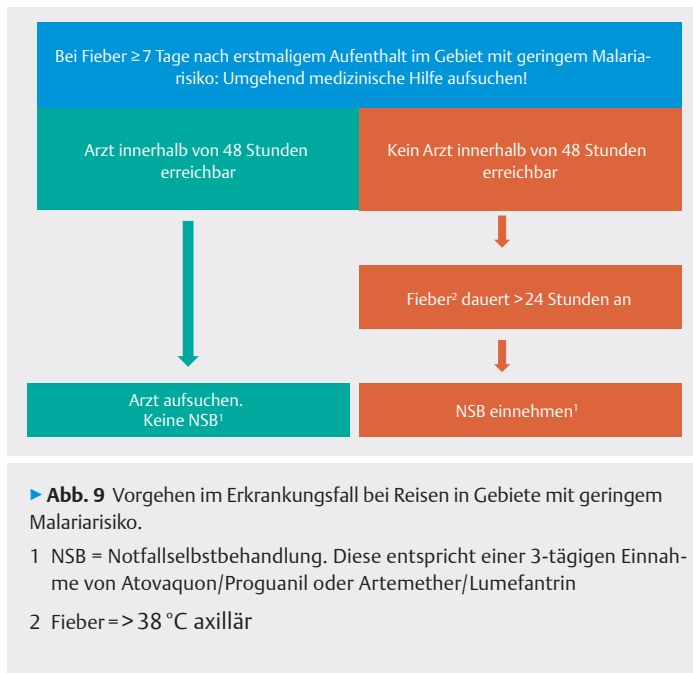 Bei Fieber ≥ 7 Tage nach erstmaligem Aufenthalt im Gebiet mit geringem Malaria-
risiko: Umgehend medizinische Hilfe aufsuchen!
Arzt innerhalb von 48 Stunden
erreichbar
Kein Arzt innerhalb von 48 Stunden
erreichbar
Fieber² dauert > 24 Stunden an
Arzt aufsuchen.
Keine NSB¹
NSB einnehmen¹
▶ Abb. 9 Vorgehen im Erkrankungsfall bei Reisen in Gebiete mit geringem
Malariarisiko.
1 NSB = Notfallselbstbehandlung. Diese entspricht einer 3-tägigen Einnah-
me von Atovaquon/Proguanil oder Artemether/Lumefantrin
2 Fieber = > 38 °C axillär